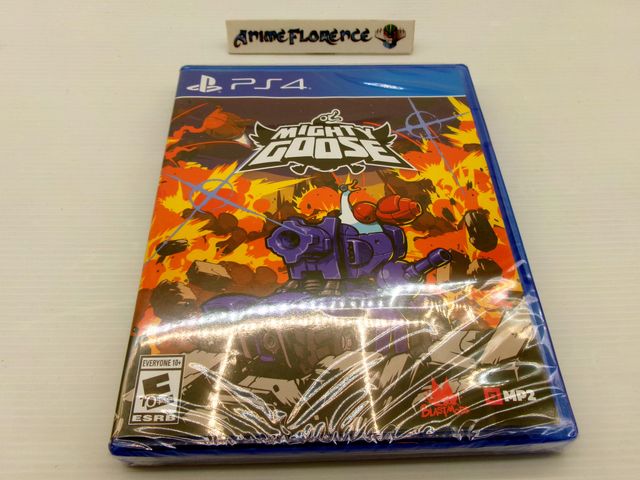 AnimeFlorence
PS4
MIGHTY
GOOSE
EVERYONE 10+
E
10+
ESRB
MP2